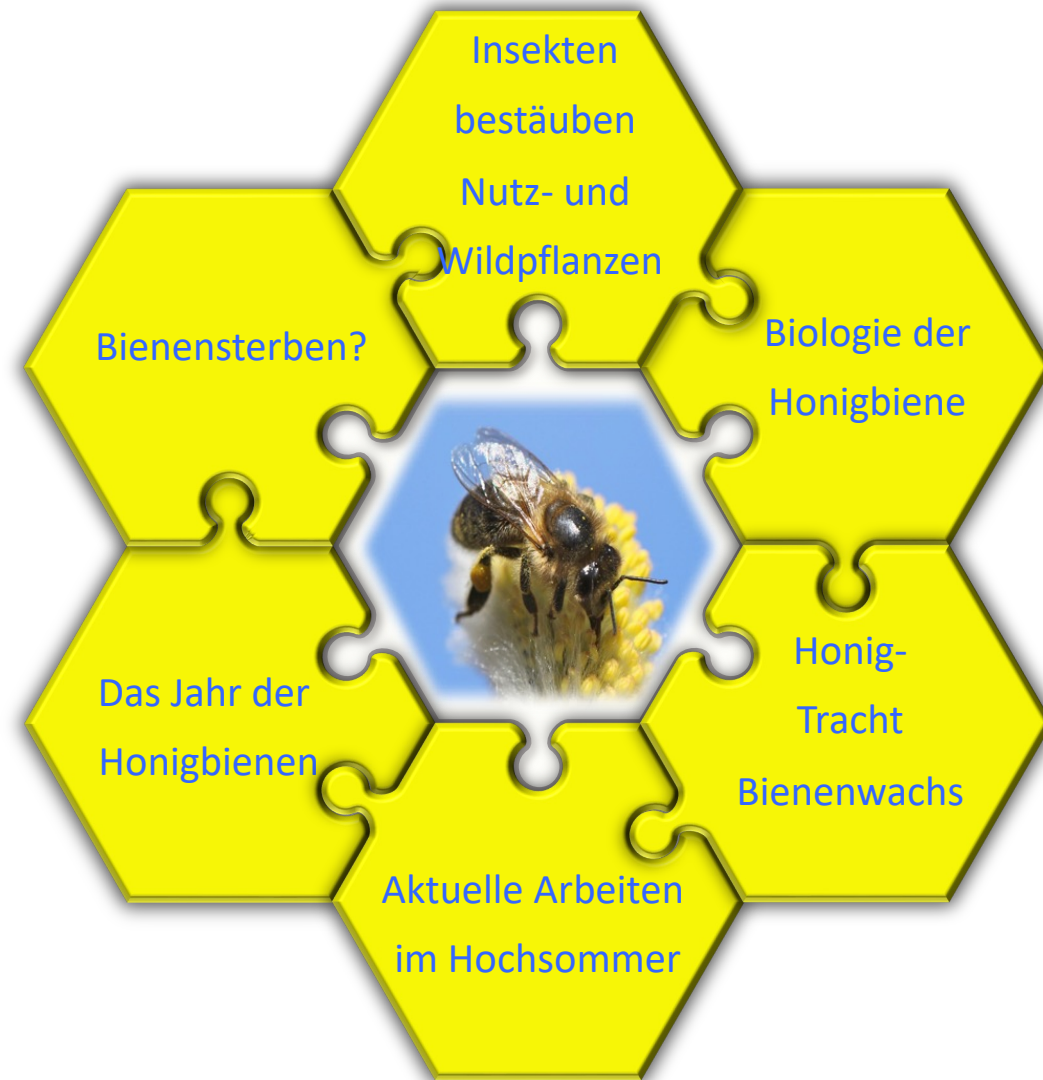 Insekten
bestäuben
Nutz- und
Wildpflanzen
Biologie der
Honigbiene
Honig-
Tracht
Bienenwachs
Aktuelle Arbeiten
im Hochsommer
Das Jahr der
Honigbienen
Bienensterben?